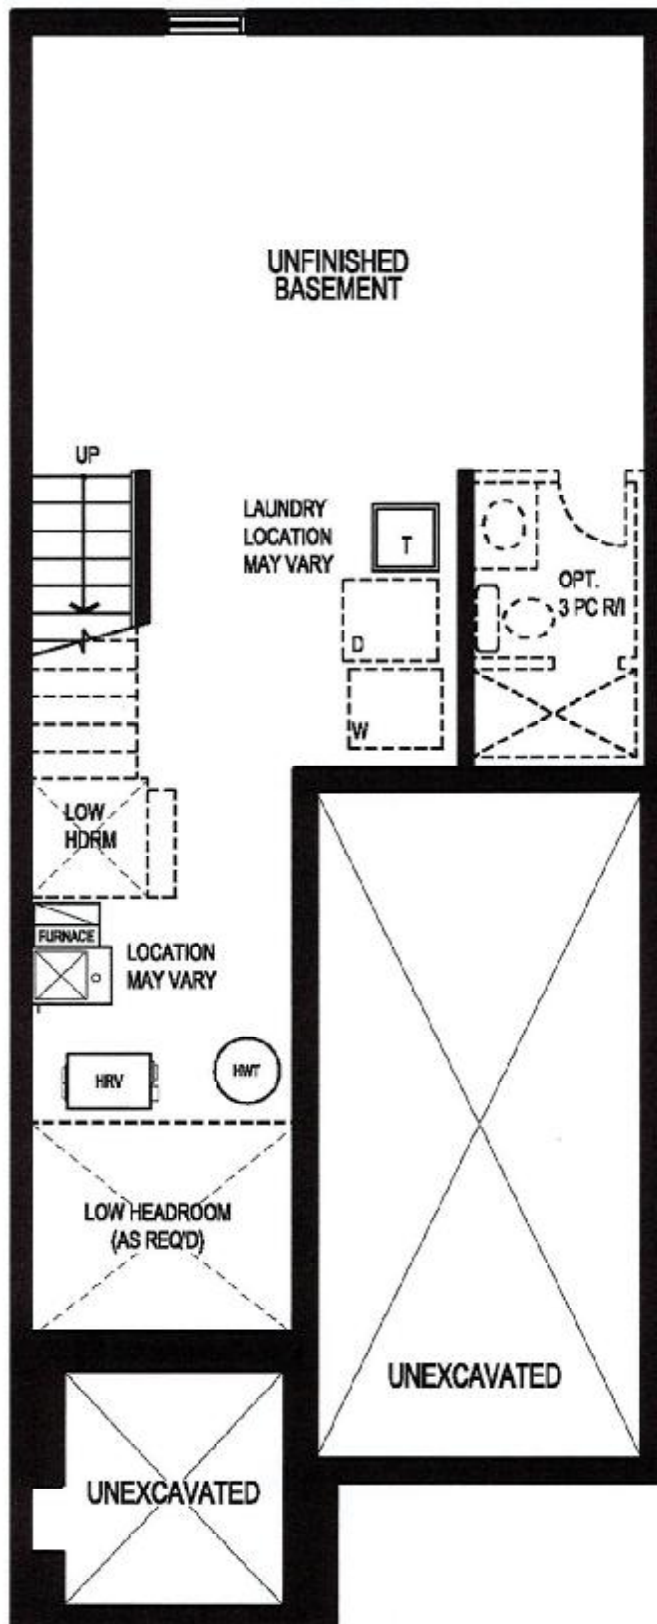 UNFINISHED
BASEMENT
UP
LAUNDRY
LOCATION
MAY VARY
T
D
W
OPT.
3 PC R/I
LOW
HDRM
FURNACE
LOCATION
MAY VARY
HRV
HWT
LOW HEADROOM
(AS REQ'D)
UNEXCAVATED
UNEXCAVATED